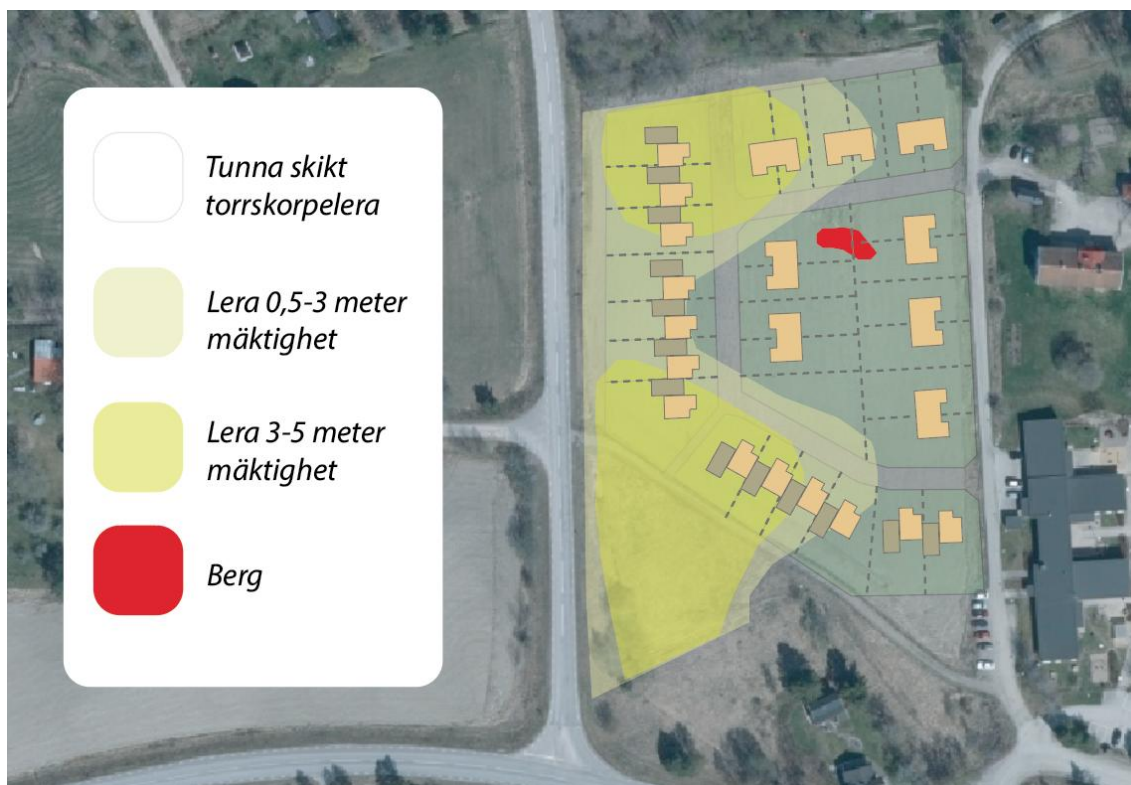 Tunna skikt
torrskorpelera
Lera 0,5-3 meter
mäktighet
Lera 3-5 meter
mäktighet
Berg